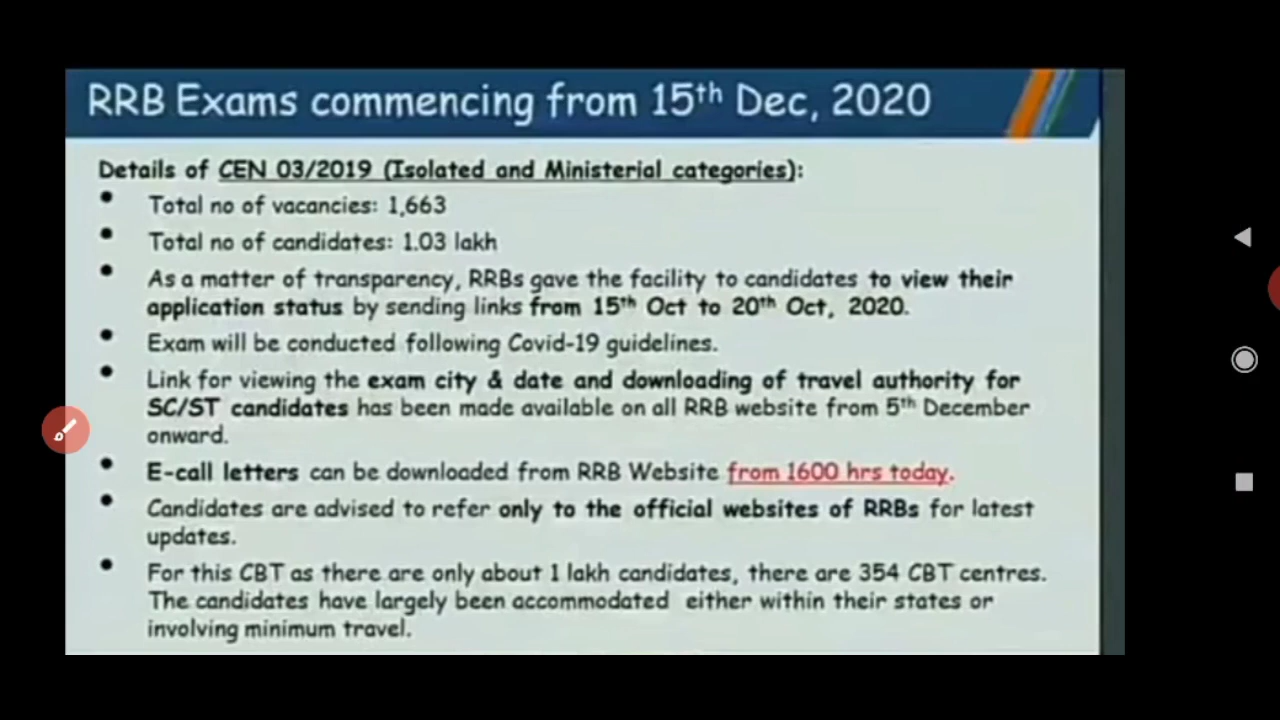 RRB Exams commencing from 15th Dec, 2020
Details of CEN 03/2019 (Isolated and Ministerial categories):
• Total no of vacancies: 1,663
• Total no of candidates: 1.03 lakh
• As a matter of transparency, RRBs gave the facility to candidates to view their
application status by sending links from 15th Oct to 20th Oct, 2020.
• Exam will be conducted following Covid-19 guidelines.
• Link for viewing the exam city & date and downloading of travel authority for
SC/ST candidates has been made available on all RRB website from 5th December
onward.
• E-call letters can be downloaded from RRB Website from 1600 hrs today.
• Candidates are advised to refer only to the official websites of RRBs for latest
updates.
• For this CBT as there are only about 1 lakh candidates, there are 354 CBT centres.
The candidates have largely been accommodated either within their states or
involving minimum travel.